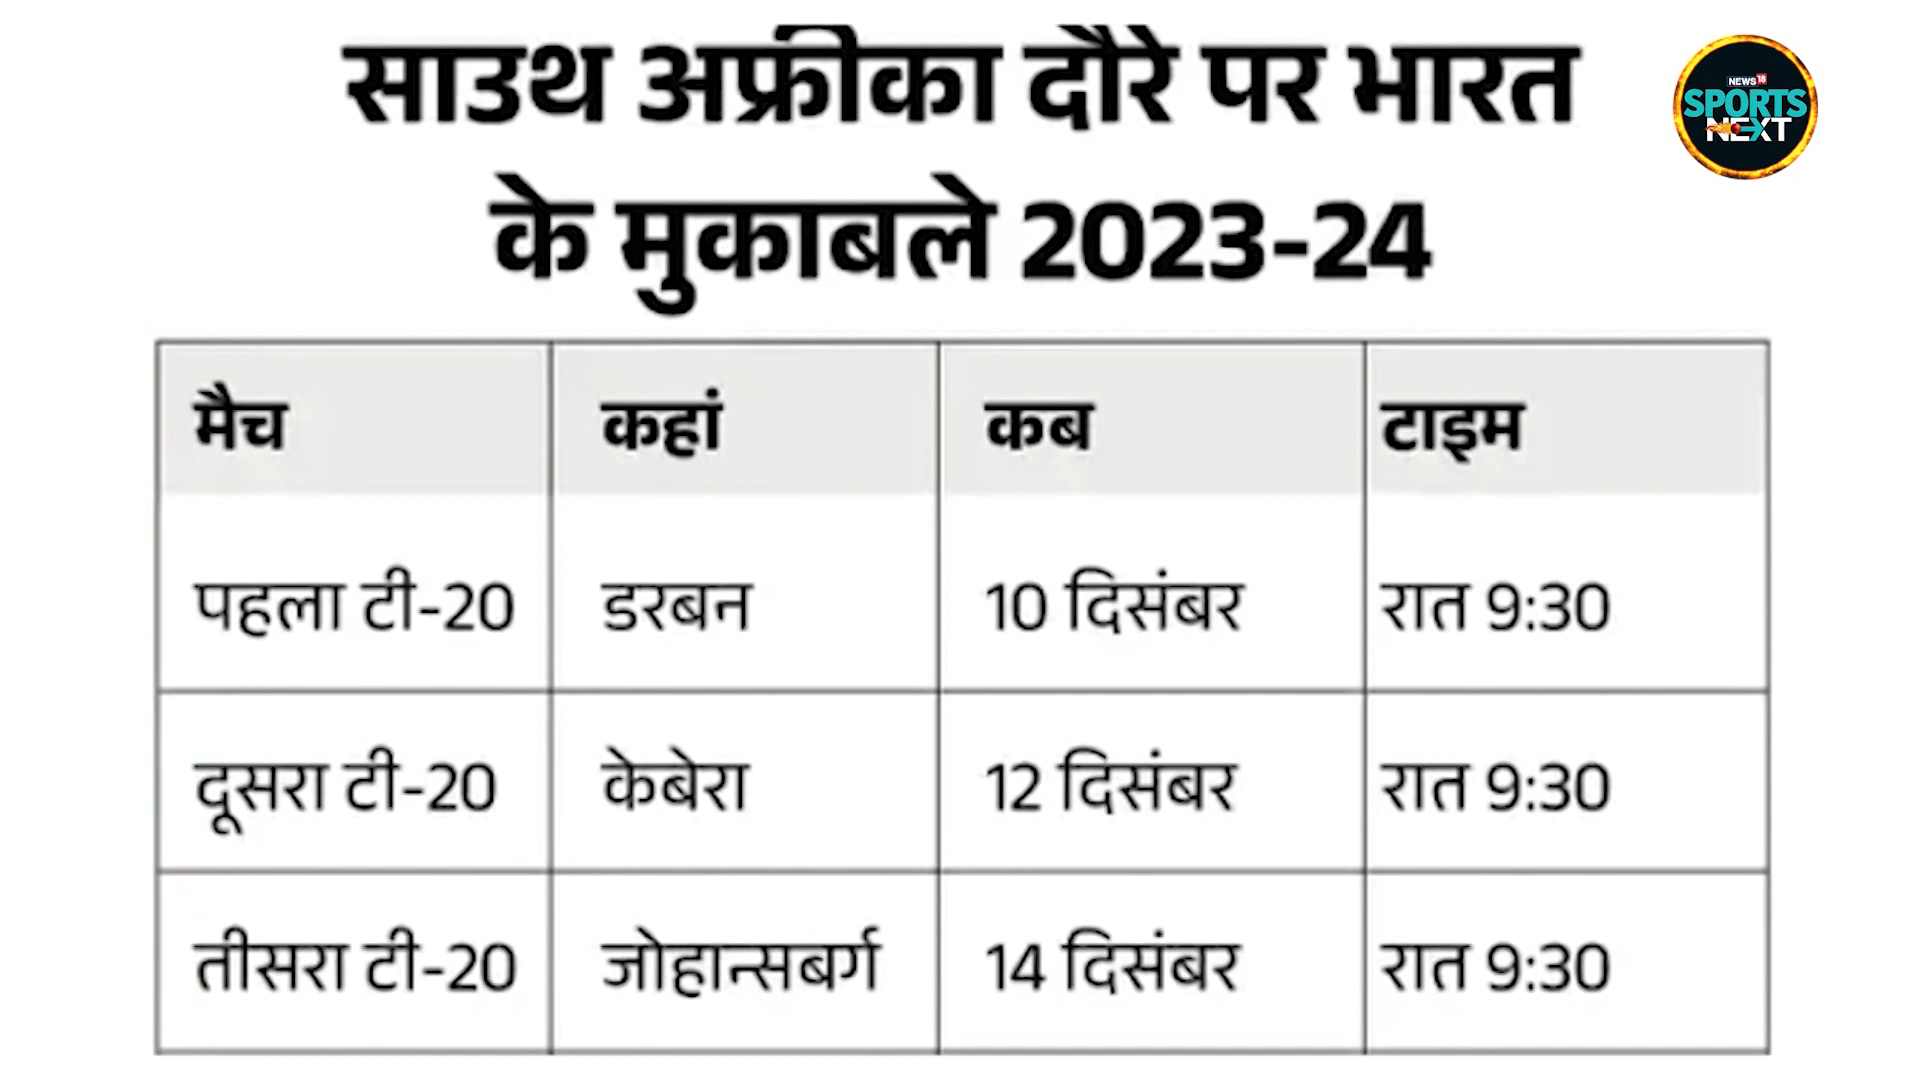 साउथ अफ्रीका दौरे पर भारत
के मुकाबले 2023-24
NEWS18
SPORTS
NEXT
मैच कहां कब टाइम
पहला टी-20 डरबन 10 दिसंबर रात 9:30
दूसरा टी-20 केबेरा 12 दिसंबर रात 9:30
तीसरा टी-20 जोहान्सबर्ग 14 दिसंबर रात 9:30